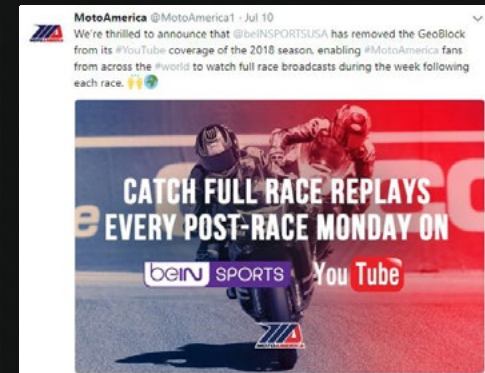 MotoAmerica @MotoAmerica1 · Jul 10
We're thrilled to announce that @beINSPORTSUSA has removed the GeoBlock
from its #YouTube coverage of the 2018 season, enabling #MotoAmerica fans
from across the #world to watch full race broadcasts during the week following
each race. 🙌🌍
CATCH FULL RACE REPLAYS
EVERY POST-RACE MONDAY ON
beIN SPORTS YouTube
MA
MOTOAMERICA